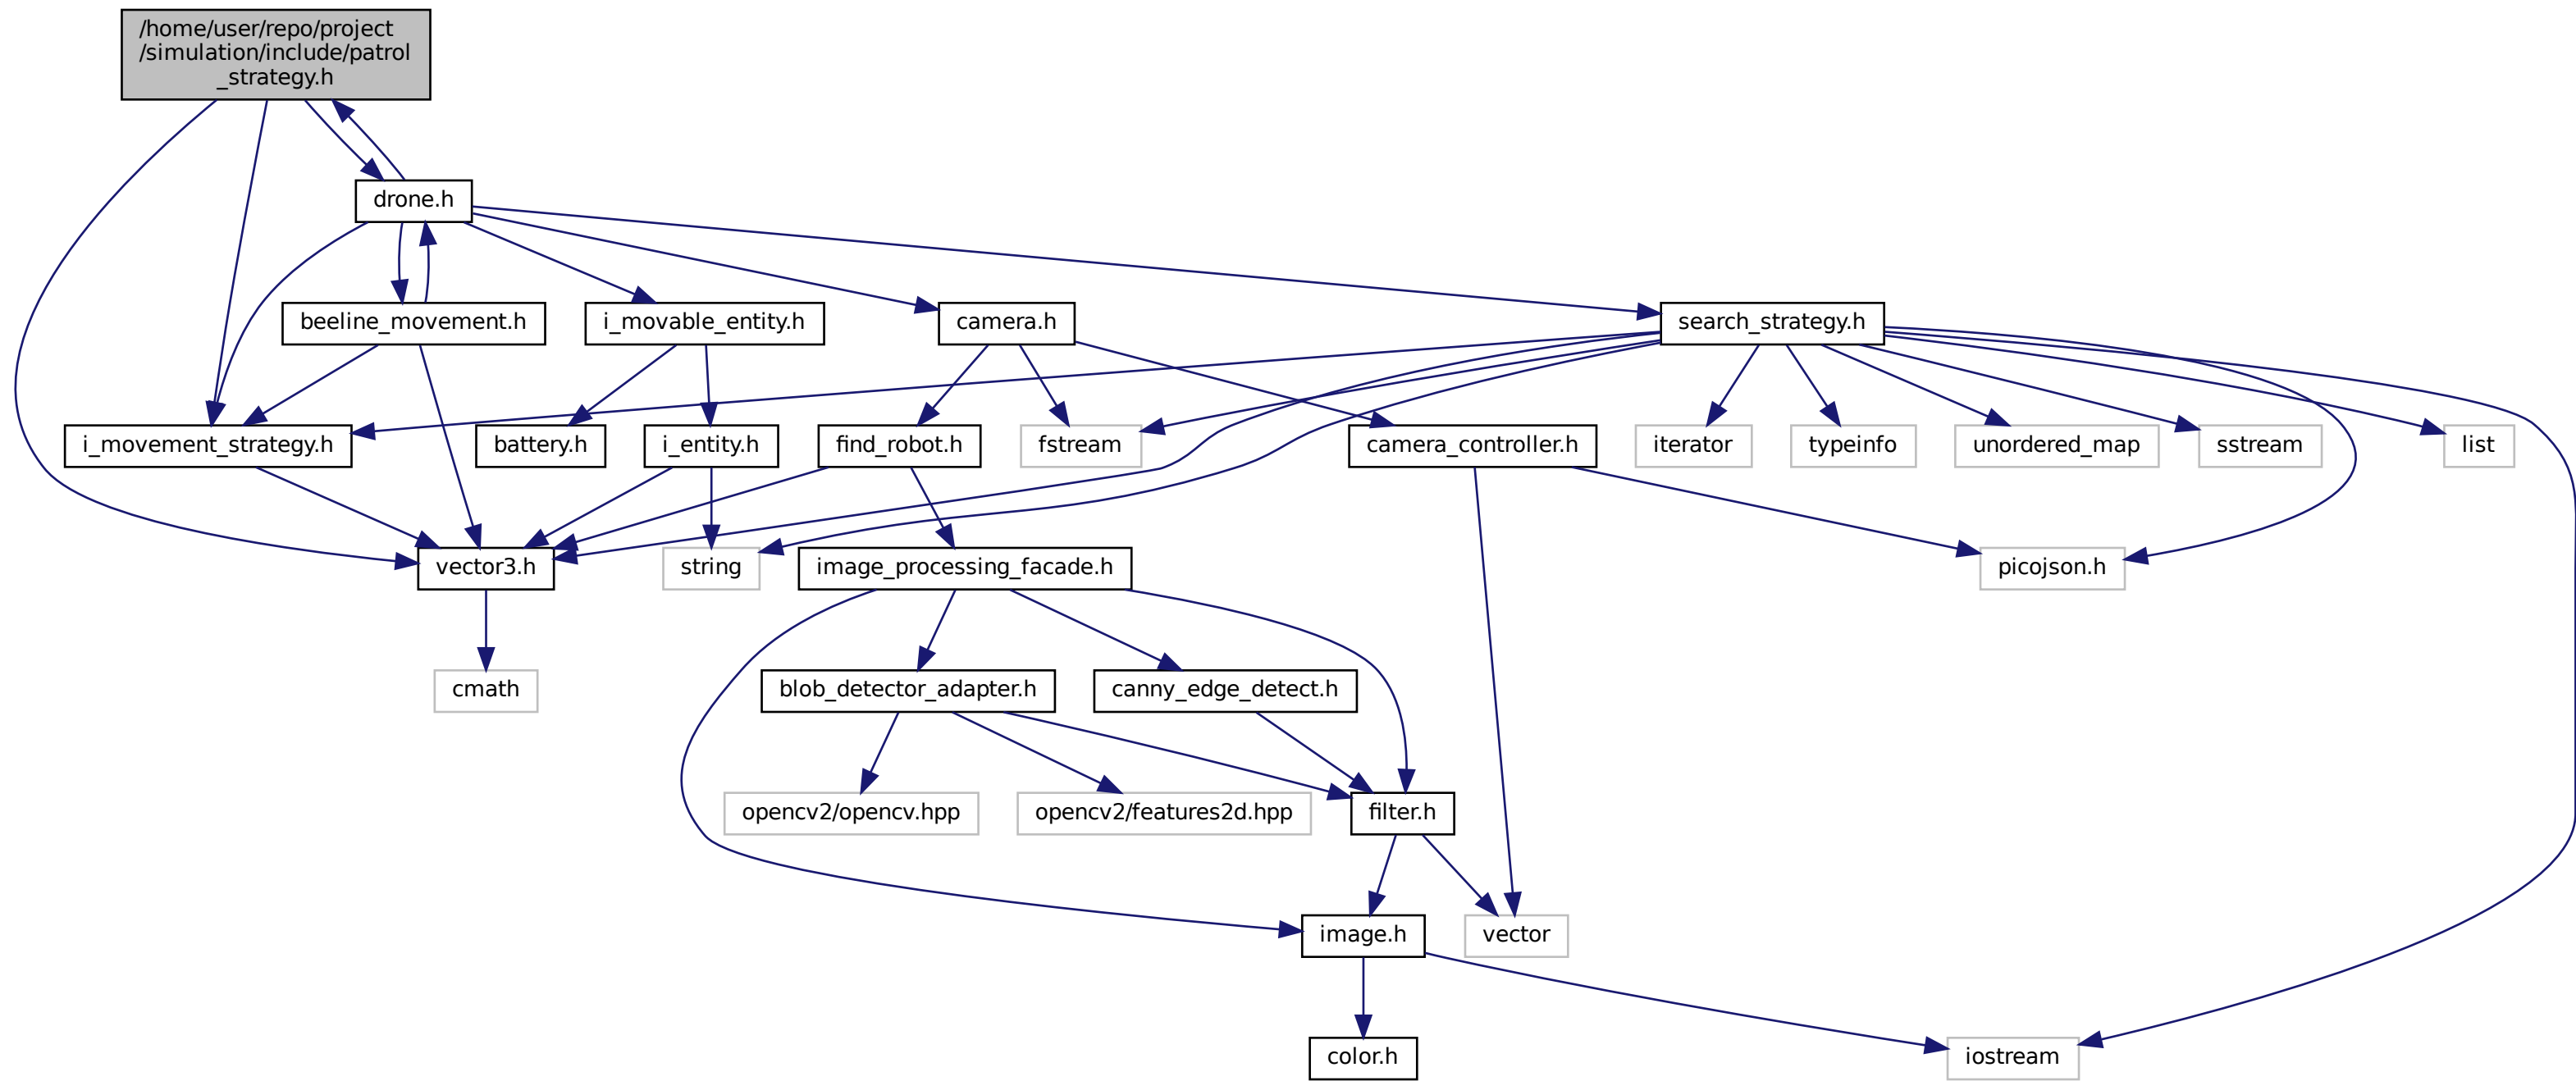 /home/user/repo/project
/simulation/include/patrol
_strategy.h
drone.h
beeline_movement.h
i_movable_entity.h
camera.h
search_strategy.h
i_movement_strategy.h
battery.h
i_entity.h
find_robot.h
fstream
camera_controller.h
iterator
typeinfo
unordered_map
sstream
list
vector3.h
string
image_processing_facade.h
picojson.h
cmath
blob_detector_adapter.h
canny_edge_detect.h
opencv2/opencv.hpp
opencv2/features2d.hpp
filter.h
image.h
vector
color.h
iostream